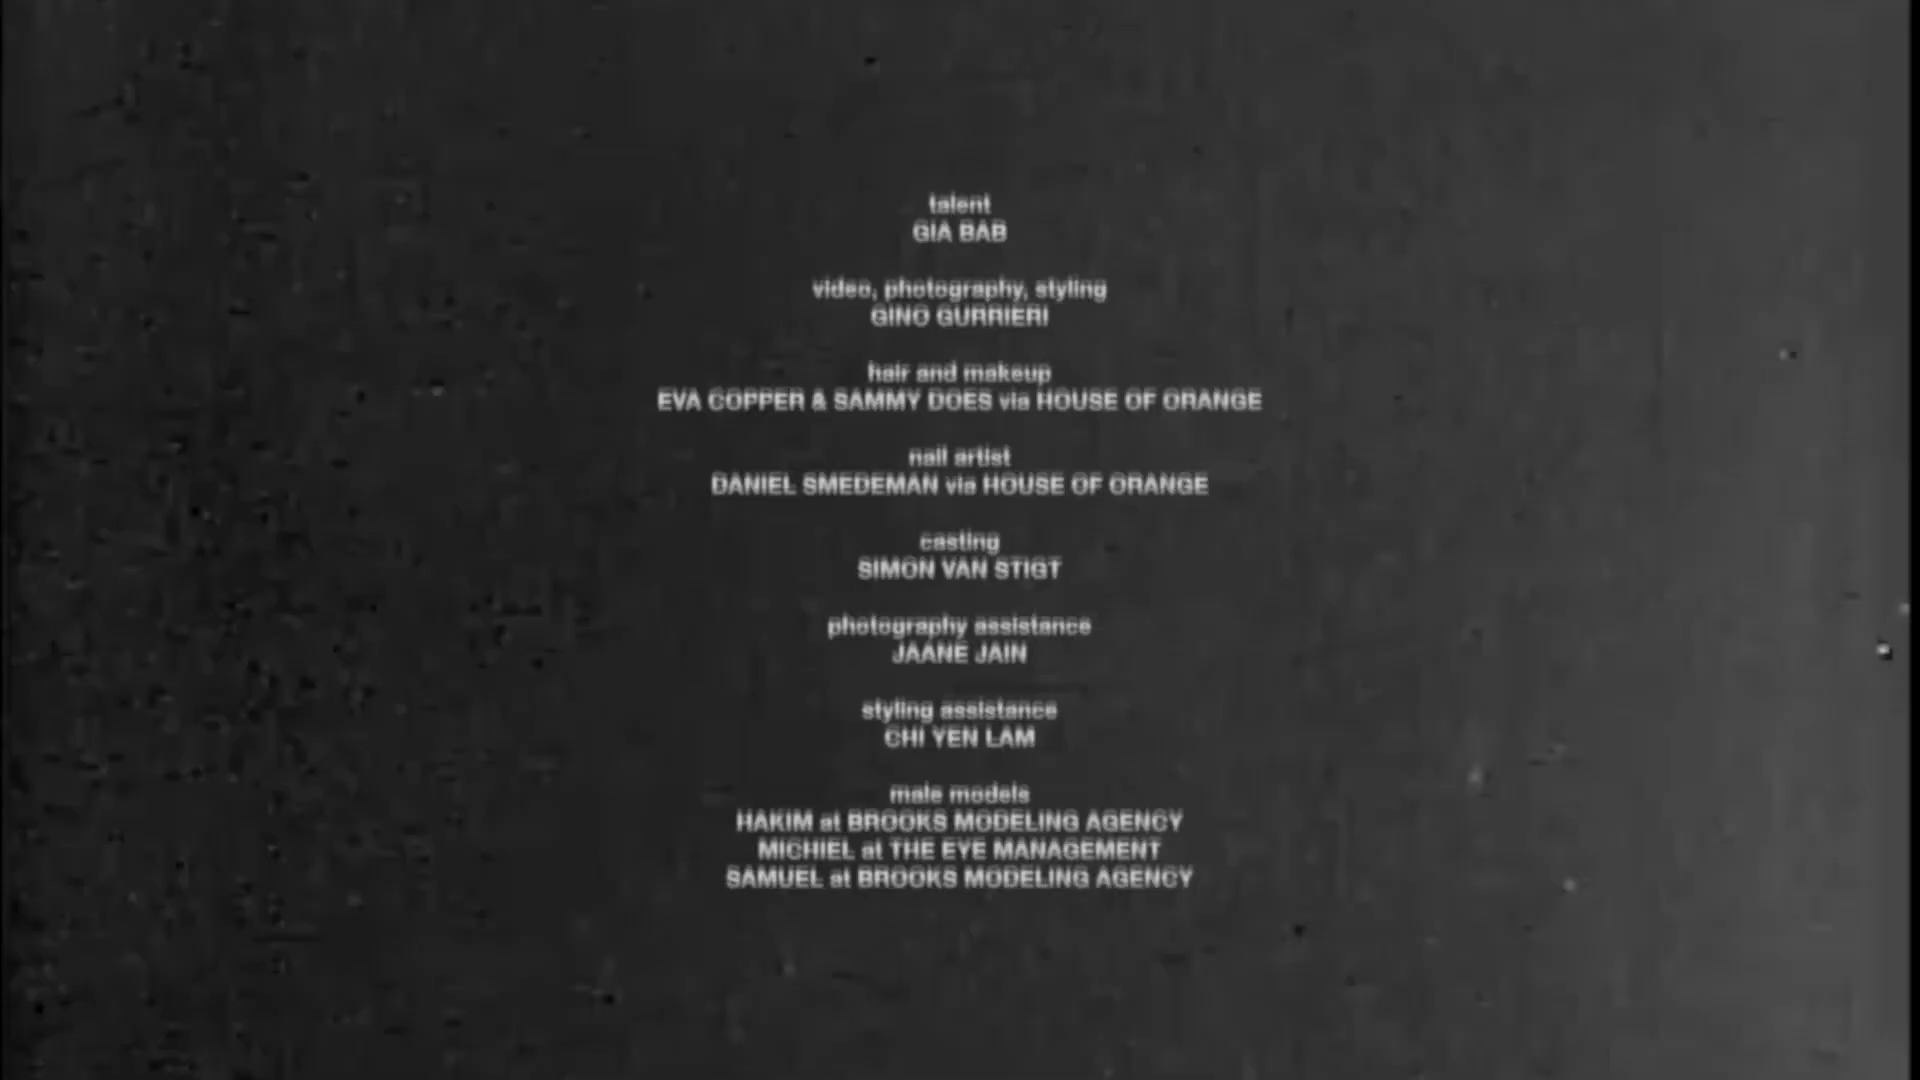 talent
GIA BAB
video, photography, styling
GINO GURRIERI
hair and makeup
EVA COPPER & SAMMY DOES via HOUSE OF ORANGE
nail artist
DANIEL SMEDEMAN via HOUSE OF ORANGE
casting
SIMON VAN STIGT
photography assistance
JAANE JAIN
styling assistance
CHI YEN LAM
male models
HAKIM at BROOKS MODELING AGENCY
MICHIEL at THE EYE MANAGEMENT
SAMUEL at BROOKS MODELING AGENCY